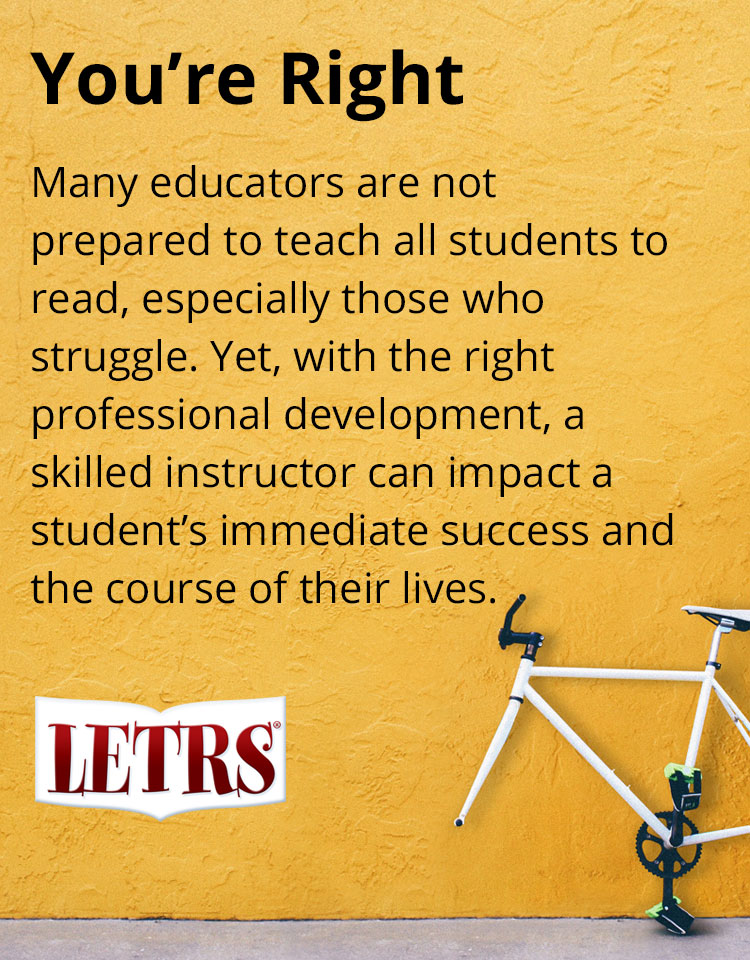 You’re Right
Many educators are not
prepared to teach all students to
read, especially those who
struggle. Yet, with the right
professional development, a
skilled instructor can impact a
student’s immediate success and
the course of their lives.
LETRS®